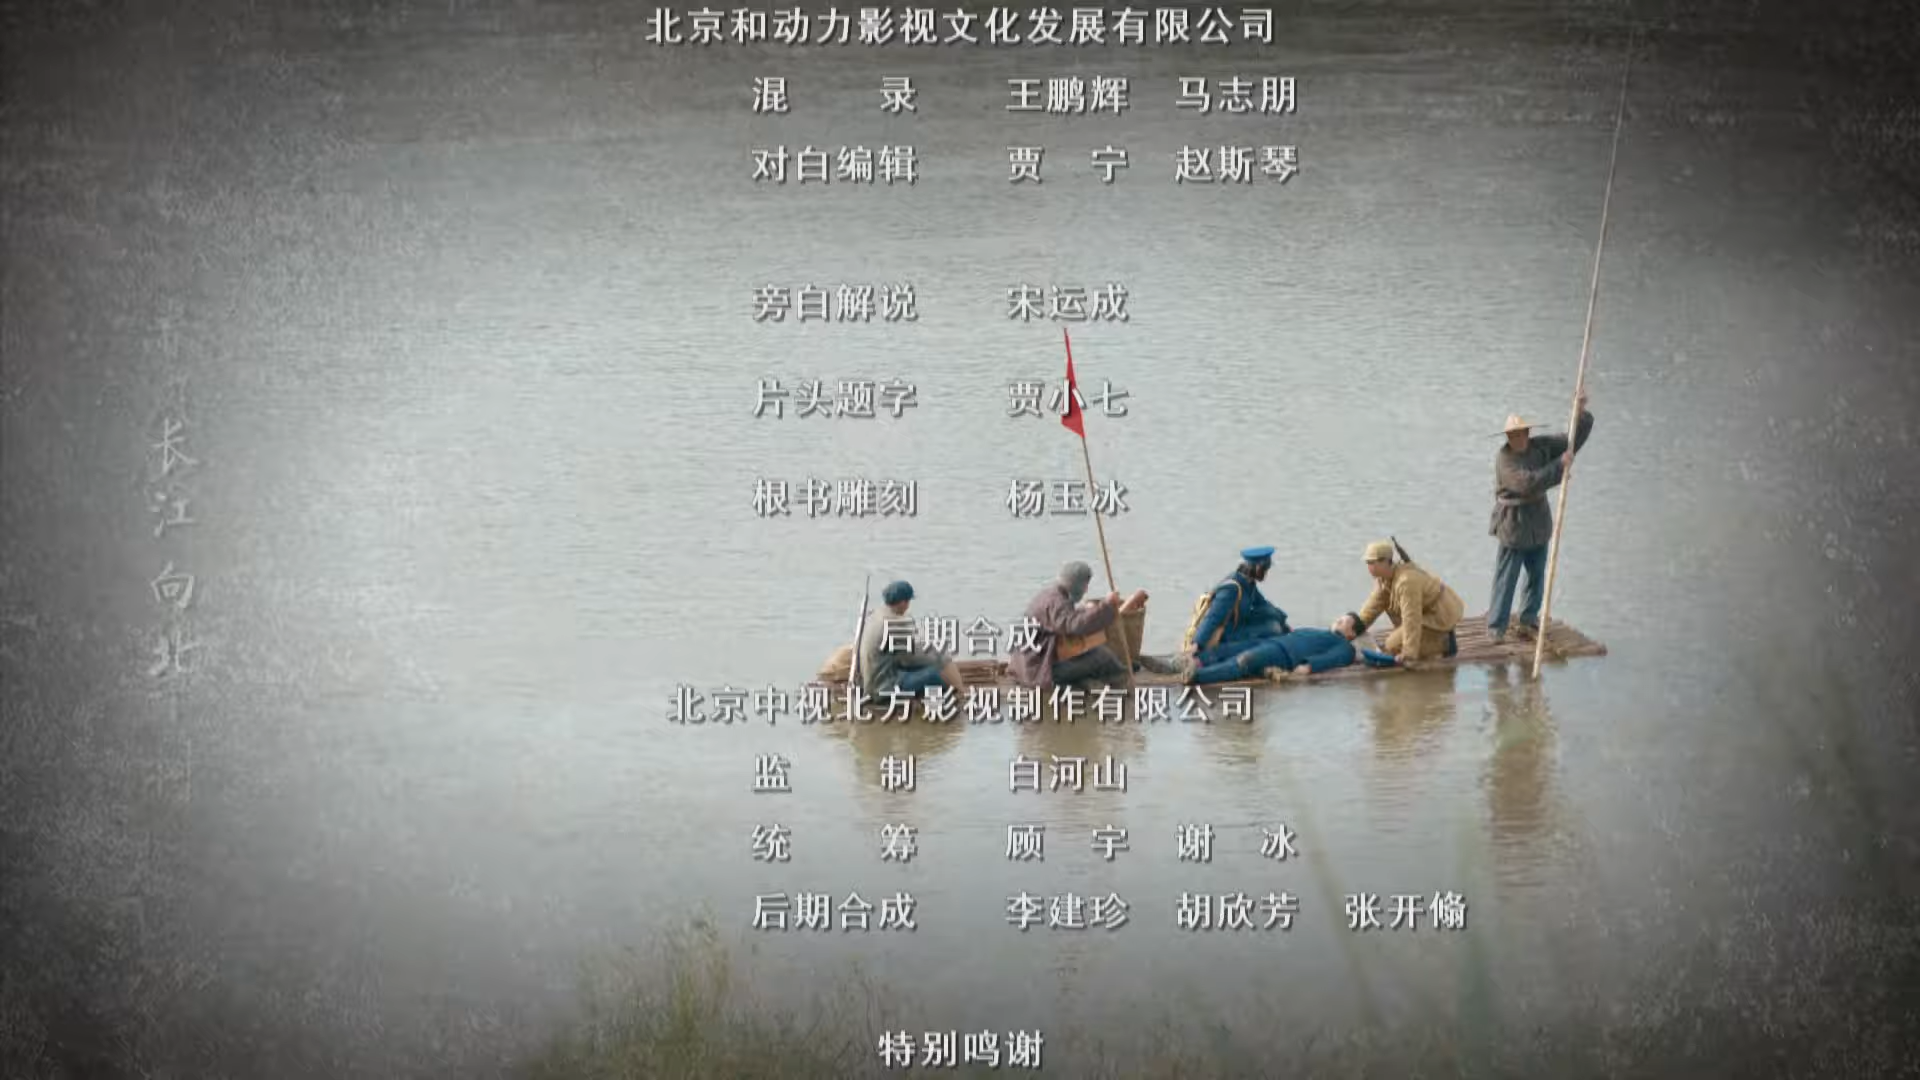 北京和动力影视文化发展有限公司
混 录 王鹏辉 马志朋
对白编辑 贾 宁 赵斯琴
旁白解说 宋运成
片头题字 贾小七
根书雕刻 杨玉冰
长江向北
后期合成
北京中视北方影视制作有限公司
监 制 白河山
统 筹 顾 宇 谢 冰
后期合成 李建珍 胡欣芳 张开翛
特别鸣谢